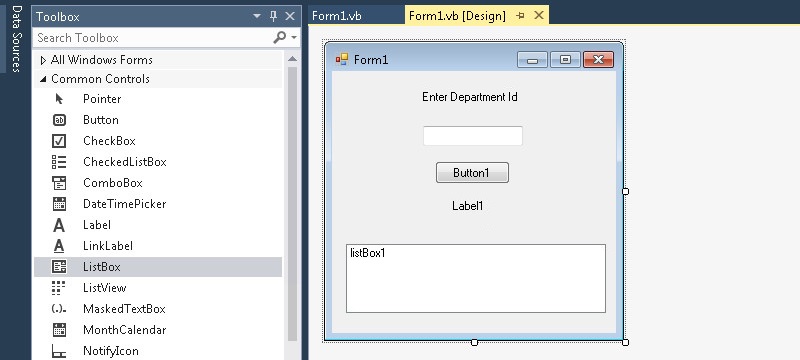 Data Sources
Toolbox
Search Toolbox
All Windows Forms
Common Controls
Pointer
Button
CheckBox
CheckedListBox
ComboBox
DateTimePicker
Label
LinkLabel
ListBox
ListView
MaskedTextBox
MonthCalendar
NotifyIcon
Form1.vb
Form1.vb [Design]
Form1
Enter Department Id
Button1
Label1
listBox1